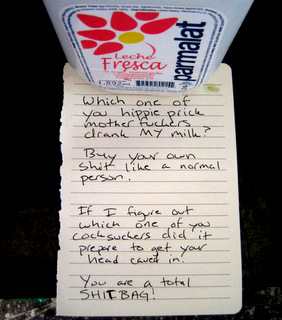 Leche
Fresca
parmalat
Which one of
you hippie prick
mother fuckers
drank MY milk?
Buy your own
shit like a normal
person.
If I figure out
which one of you
cocksuckers did it
prepare to get your
head caved in!
You are a total
SHITBAG!